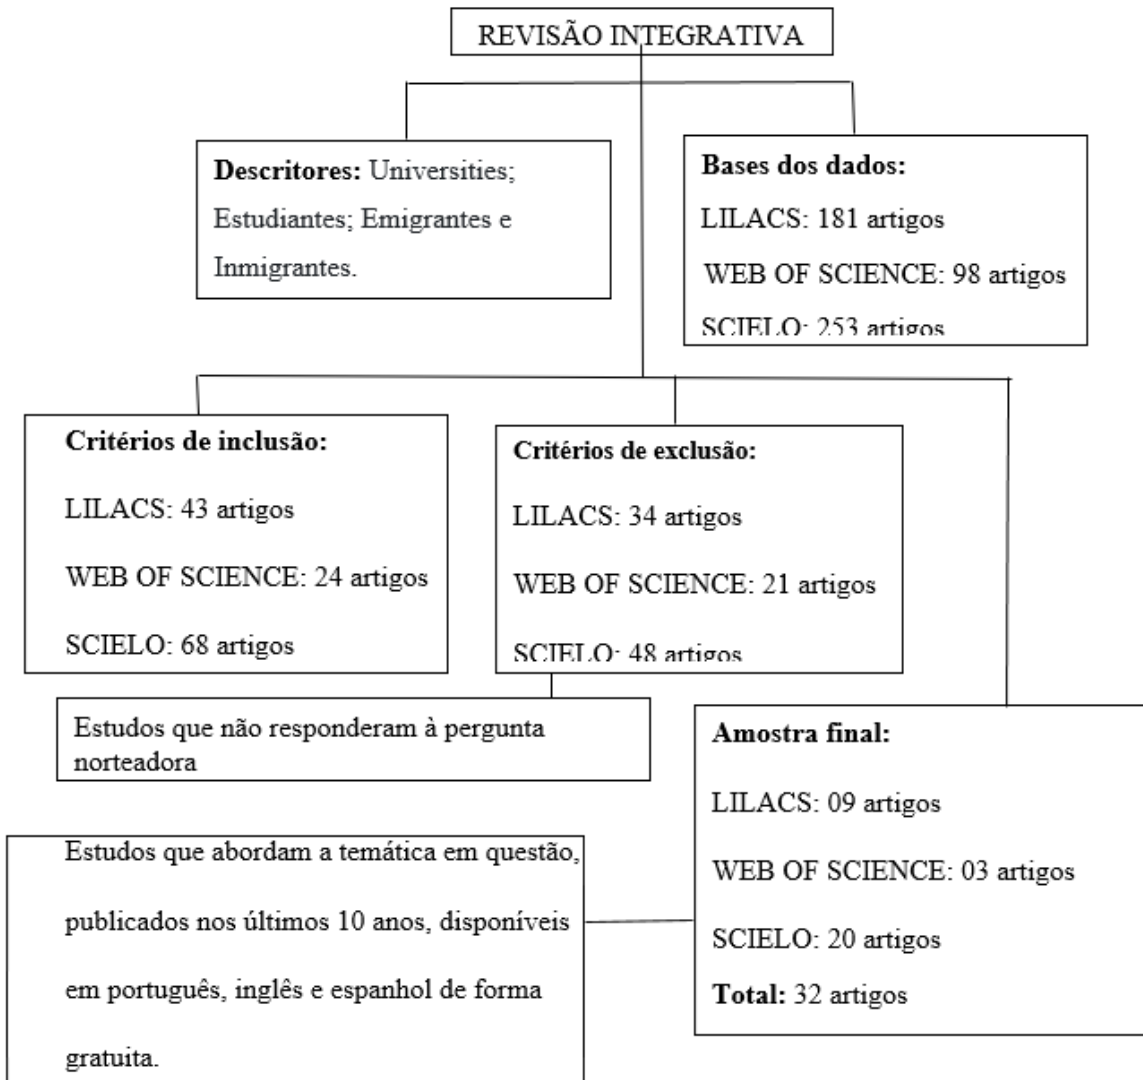 REVISÃO INTEGRATIVA
Descritores: Universities;
Estudiantes; Emigrantes e
Inmigrantes.
Bases dos dados:
LILACS: 181 artigos
WEB OF SCIENCE: 98 artigos
SCIELO: 253 artigos
Critérios de inclusão:
LILACS: 43 artigos
WEB OF SCIENCE: 24 artigos
SCIELO: 68 artigos
Critérios de exclusão:
LILACS: 34 artigos
WEB OF SCIENCE: 21 artigos
SCIELO: 48 artigos
Estudos que não responderam à pergunta
norteadora
Amostra final:
LILACS: 09 artigos
WEB OF SCIENCE: 03 artigos
SCIELO: 20 artigos
Total: 32 artigos
Estudos que abordam a temática em questão,
publicados nos últimos 10 anos, disponíveis
em português, inglês e espanhol de forma
gratuita.